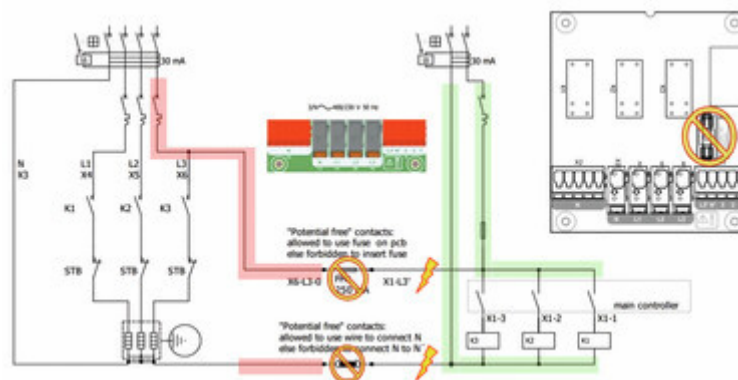 30 mA
30 mA
3/N~400/230 V 50 Hz
N
X3
L1
X4
L2
X5
L3
X6
K1
K2
K3
STB
STB
STB
"Potential free" contacts:
allowed to use fuse on pcb
else forbidden to insert fuse
X6-L3-0
X1-L3'
main controller
X1-3
X1-2
X1-1
K3
K2
K1
"Potential free" contacts:
allowed to use wire to connect N
else forbidden to connect N to N'